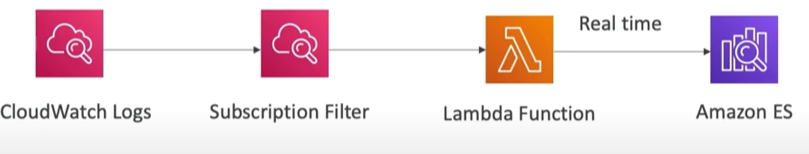 Real time
CloudWatch Logs
Subscription Filter
Lambda Function
Amazon ES